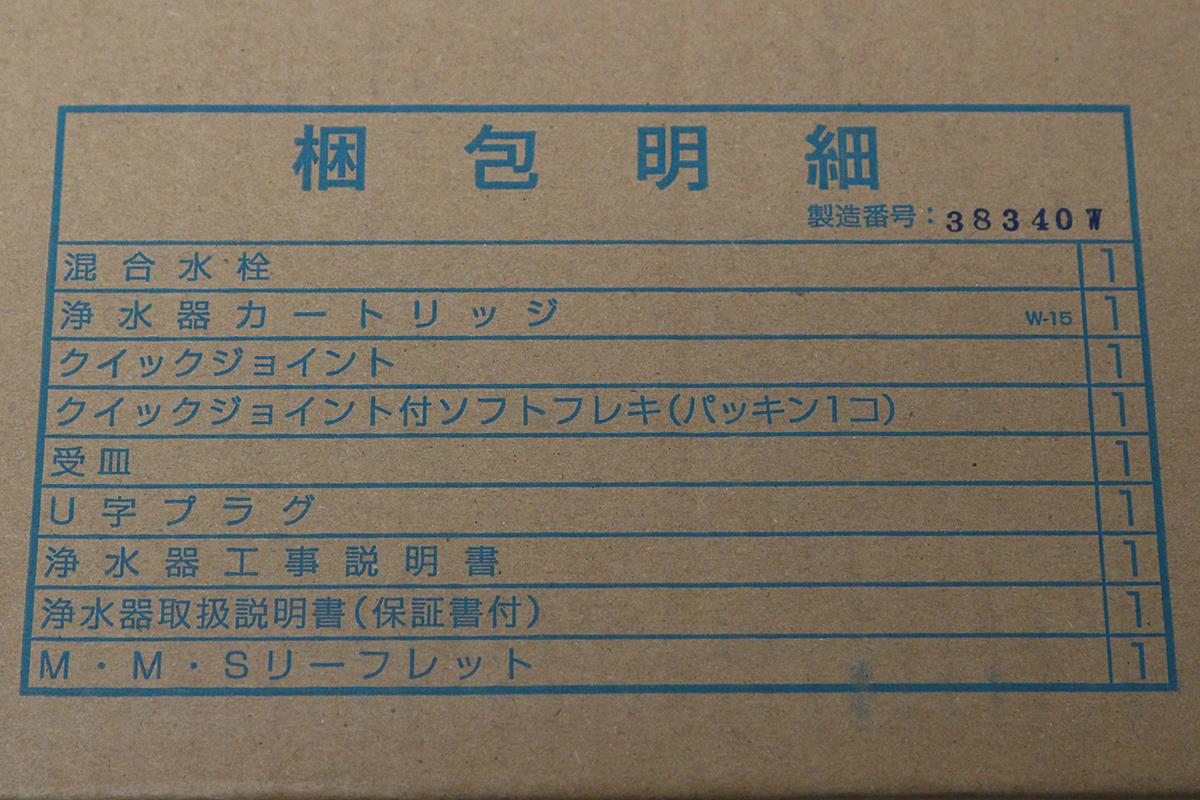 梱包明細
製造番号：38340W
混合水栓 1
浄水器カートリッジ W-15 1
クイックジョイント 1
クイックジョイント付ソフトフレキ(パッキン1コ) 1
受皿 1
U字プラグ 1
浄水器工事説明書 1
浄水器取扱説明書(保証書付) 1
M・M・Sリーフレット 1